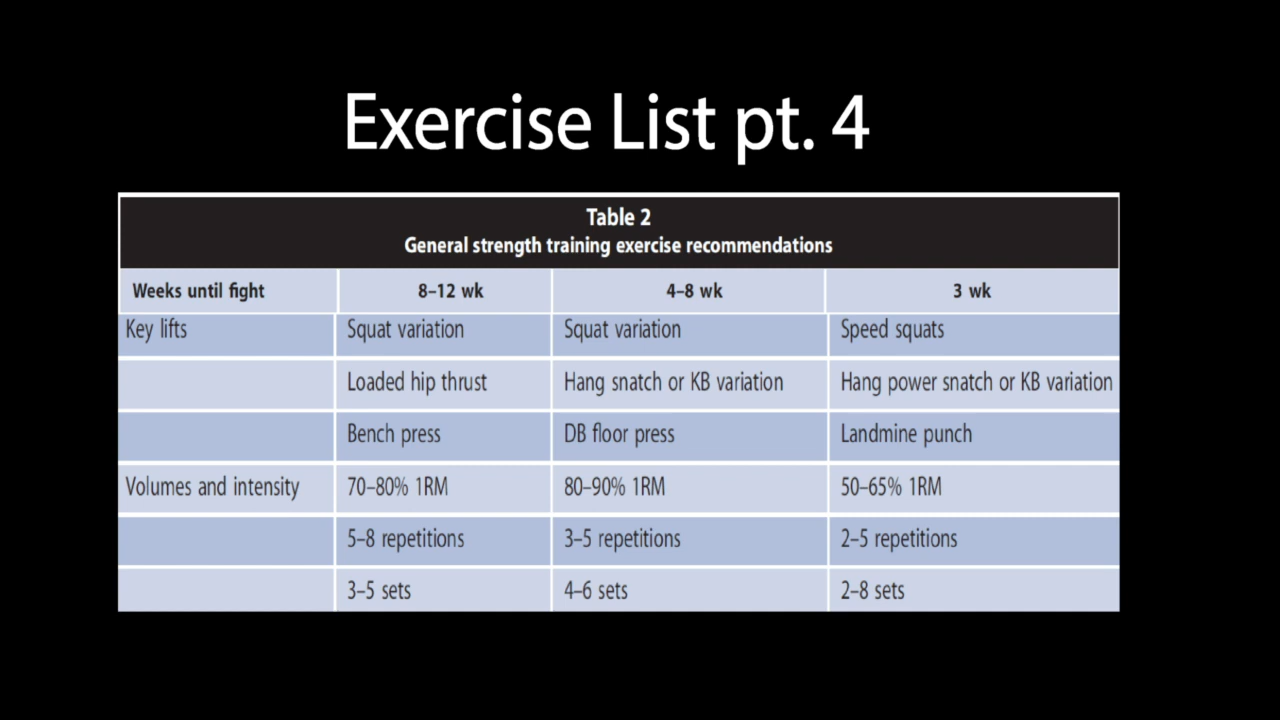 Exercise List pt. 4
Table 2
General strength training exercise recommendations
Weeks until fight 8–12 wk 4–8 wk 3 wk
Key lifts Squat variation Squat variation Speed squats
Loaded hip thrust Hang snatch or KB variation Hang power snatch or KB variation
Bench press DB floor press Landmine punch
Volumes and intensity 70–80% 1RM 80–90% 1RM 50–65% 1RM
5–8 repetitions 3–5 repetitions 2–5 repetitions
3–5 sets 4–6 sets 2–8 sets